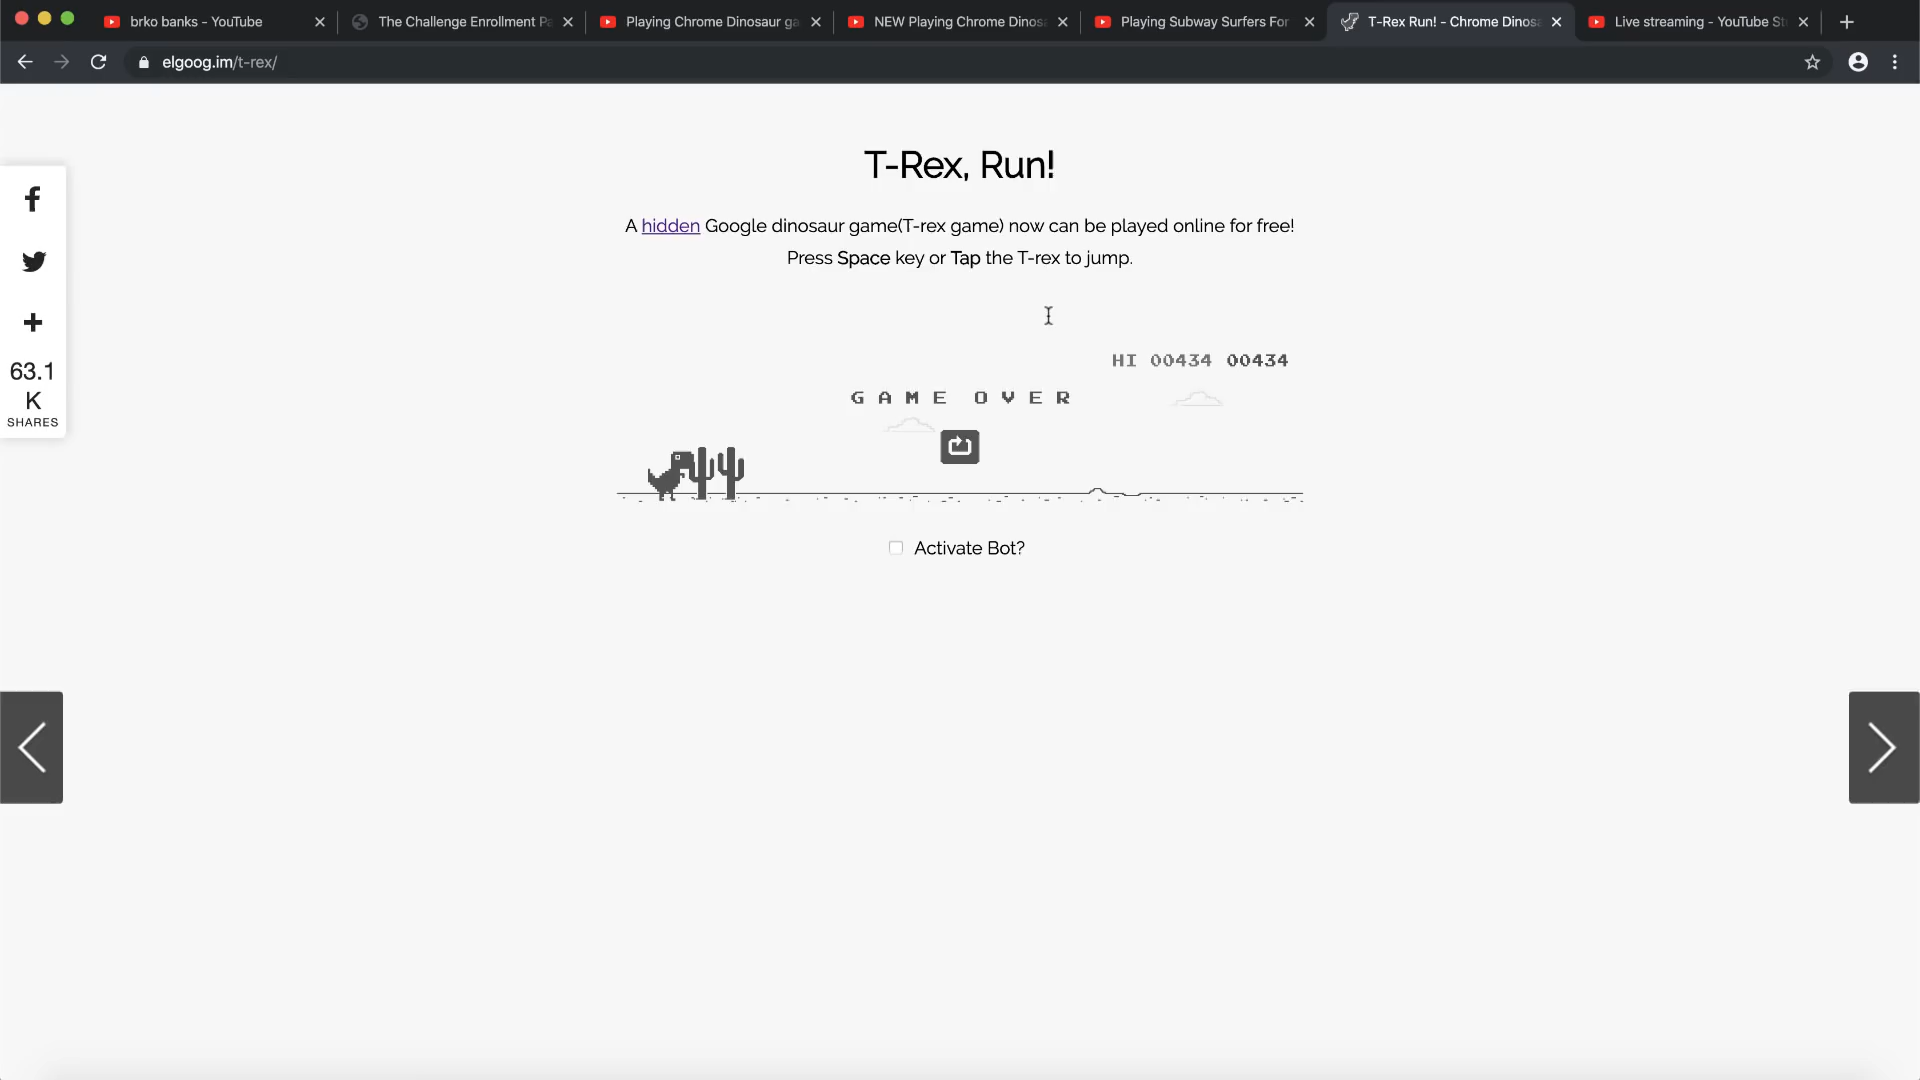 brko banks - YouTube
The Challenge Enrollment Pa
Playing Chrome Dinosaur ga
NEW Playing Chrome Dinosa
Playing Subway Surfers For
T-Rex Run! - Chrome Dinosa
Live streaming - YouTube St
elgoog.im/t-rex/
T-Rex, Run!
A hidden Google dinosaur game(T-rex game) now can be played online for free!
Press Space key or Tap the T-rex to jump.
63.1
K
SHARES
HI 00434 00434
GAME OVER
Activate Bot?